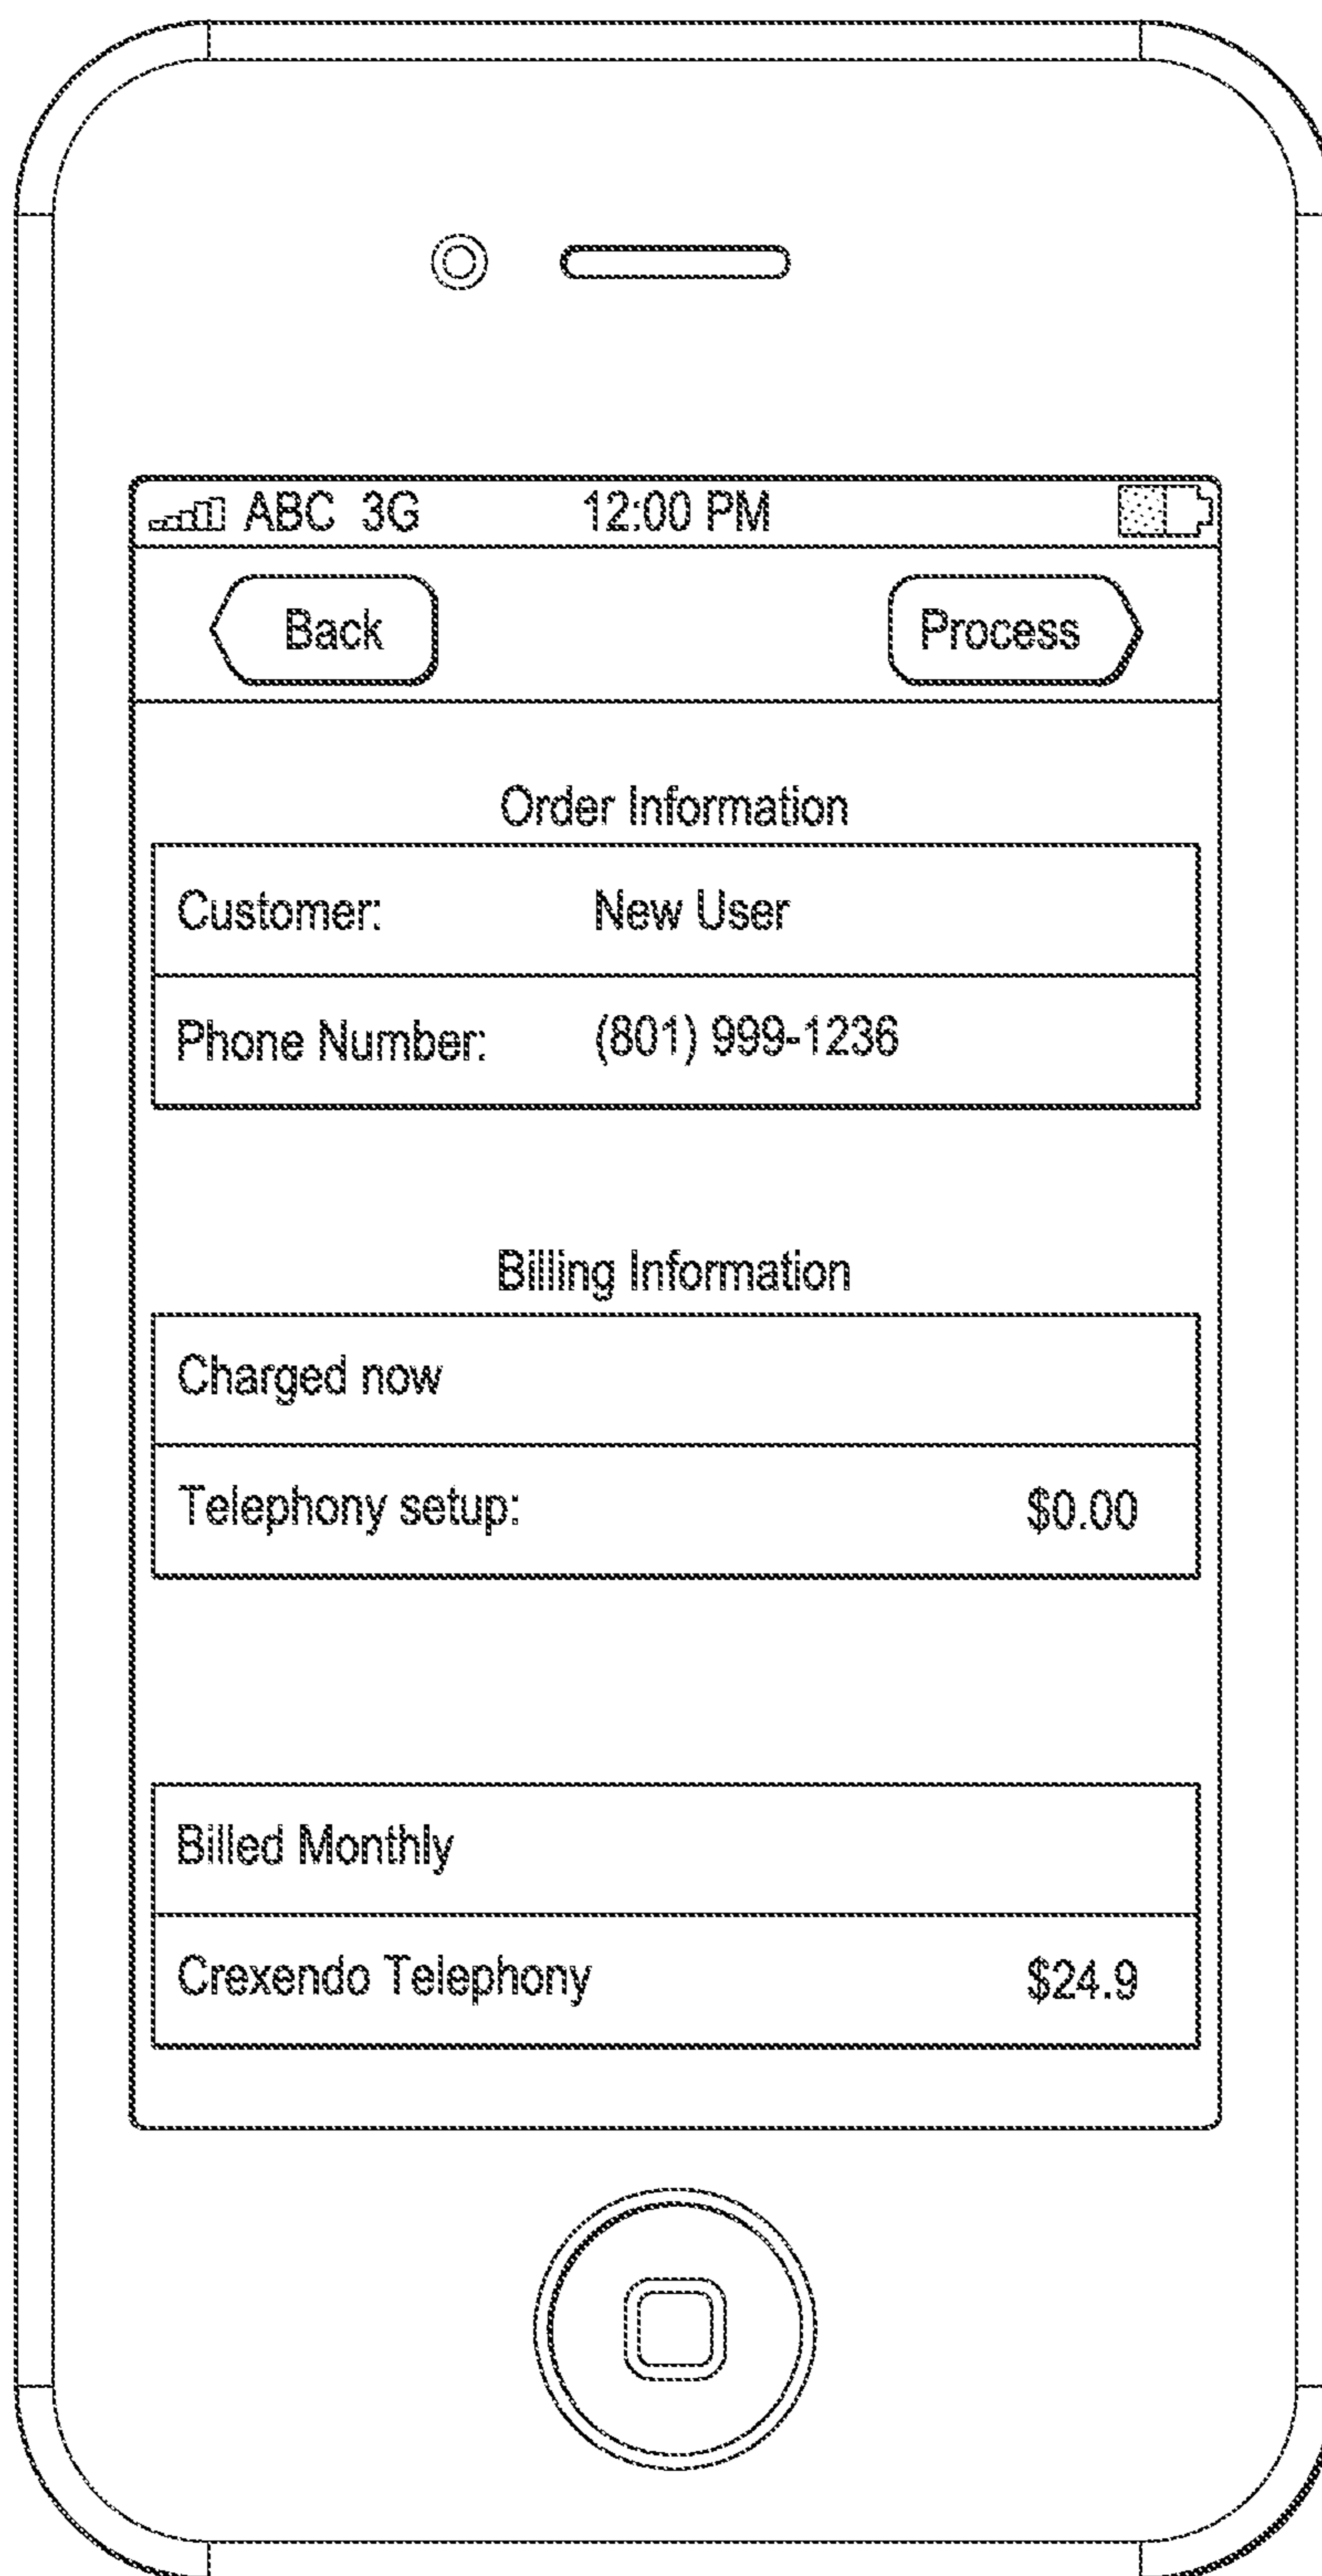 ABC 3G 12:00 PM
Back Process
Order Information
Customer: New User
Phone Number: (801) 999-1236
Billing Information
Charged now
Telephony setup: $0.00
Billed Monthly
Crexendo Telephony $24.9